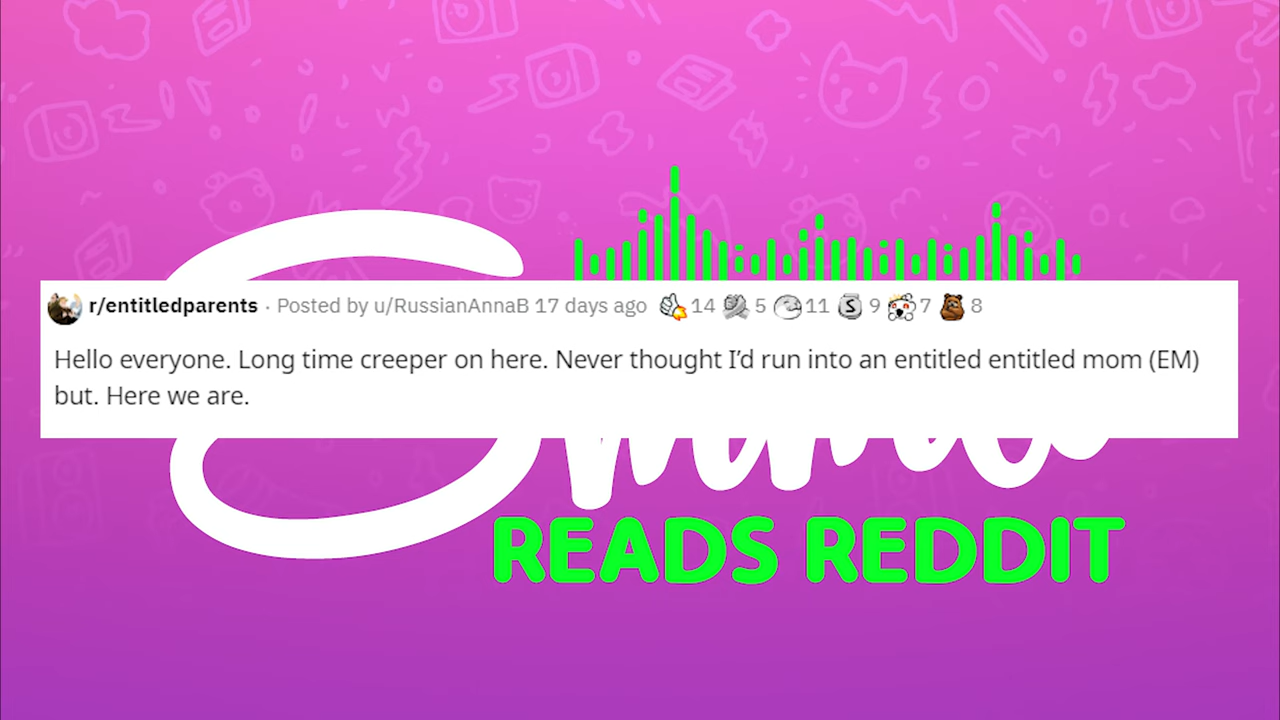 r/entitledparents · Posted by u/RussianAnnaB 17 days ago 14 5 11 9 7 8
Hello everyone. Long time creeper on here. Never thought I’d run into an entitled entitled mom (EM)
but. Here we are.
READS REDDIT